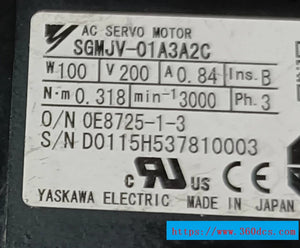 AC SERVO MOTOR
SGMJV-01A3A2C
W 100 V 200 A 0.84 Ins. B
N·m 0.318 min⁻¹ 3000 Ph. 3
O/N 0E8725-1-3
S/N D0115H537810003
c UR US CE
YASKAWA ELECTRIC MADE IN JAPAN
https://www.360dcs.com